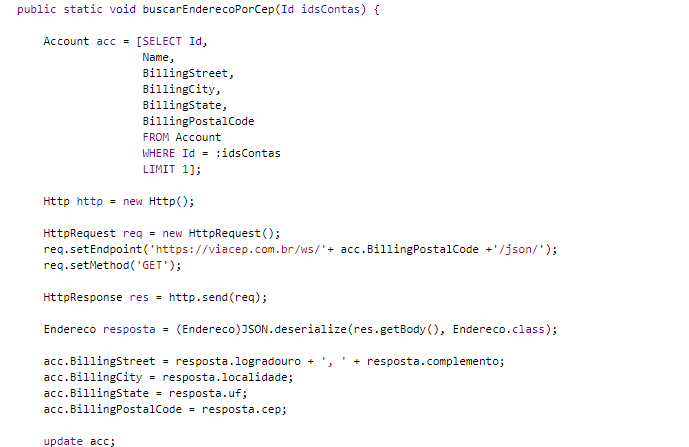 public static void buscarEnderecoPorCep(Id idsContas) {
Account acc = [SELECT Id,
Name,
BillingStreet,
BillingCity,
BillingState,
BillingPostalCode
FROM Account
WHERE Id = :idsContas
LIMIT 1];
Http http = new Http();
HttpRequest req = new HttpRequest();
req.setEndpoint('https://viacep.com.br/ws/'+ acc.BillingPostalCode +'/json/');
req.setMethod('GET');
HttpResponse res = http.send(req);
Endereco resposta = (Endereco)JSON.deserialize(res.getBody(), Endereco.class);
acc.BillingStreet = resposta.logradouro + ', ' + resposta.complemento;
acc.BillingCity = resposta.localidade;
acc.BillingState = resposta.uf;
acc.BillingPostalCode = resposta.cep;
update acc;